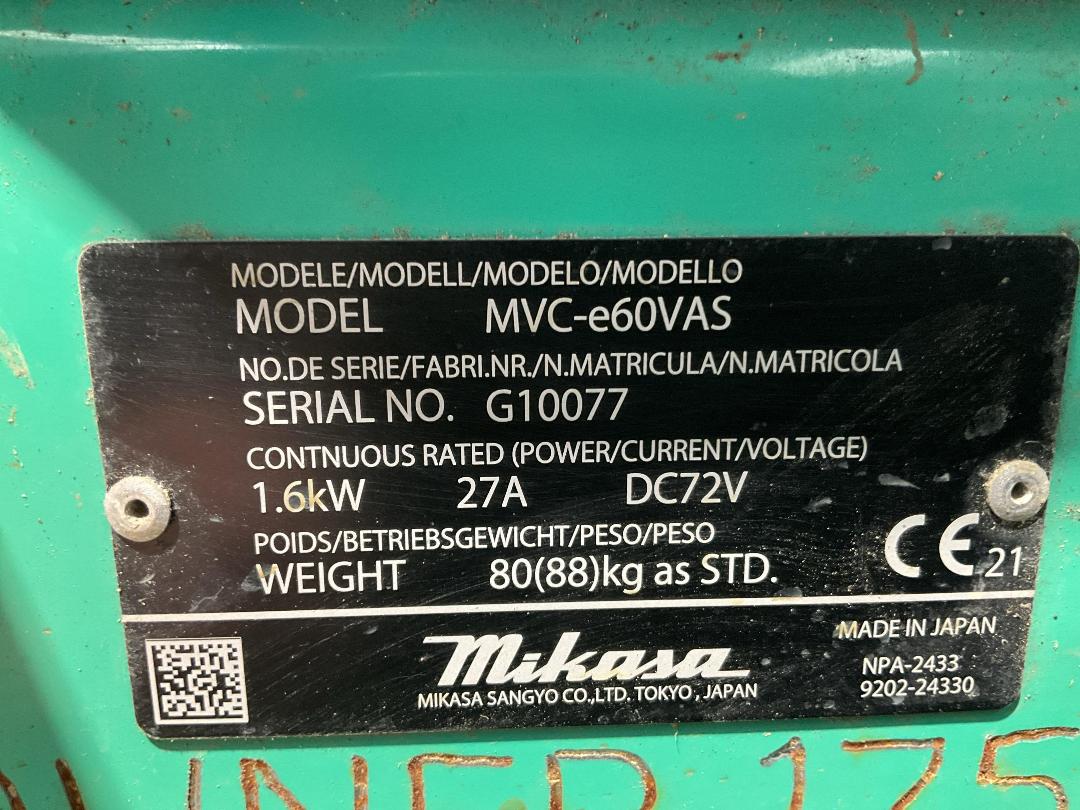 MODELE/MODELL/MODELO/MODELLO
MODEL MVC-e60VAS
NO.DE SERIE/FABRI.NR./N.MATRICULA/N.MATRICOLA
SERIAL NO. G10077
CONTNUOUS RATED (POWER/CURRENT/VOLTAGE)
1.6kW 27A DC72V
POIDS/BETRIEBSGEWICHT/PESO/PESO
WEIGHT 80(88)kg as STD.
CE 21
Mikasa
MIKASA SANGYO CO.,LTD. TOKYO, JAPAN
MADE IN JAPAN
NPA-2433
9202-24330
175